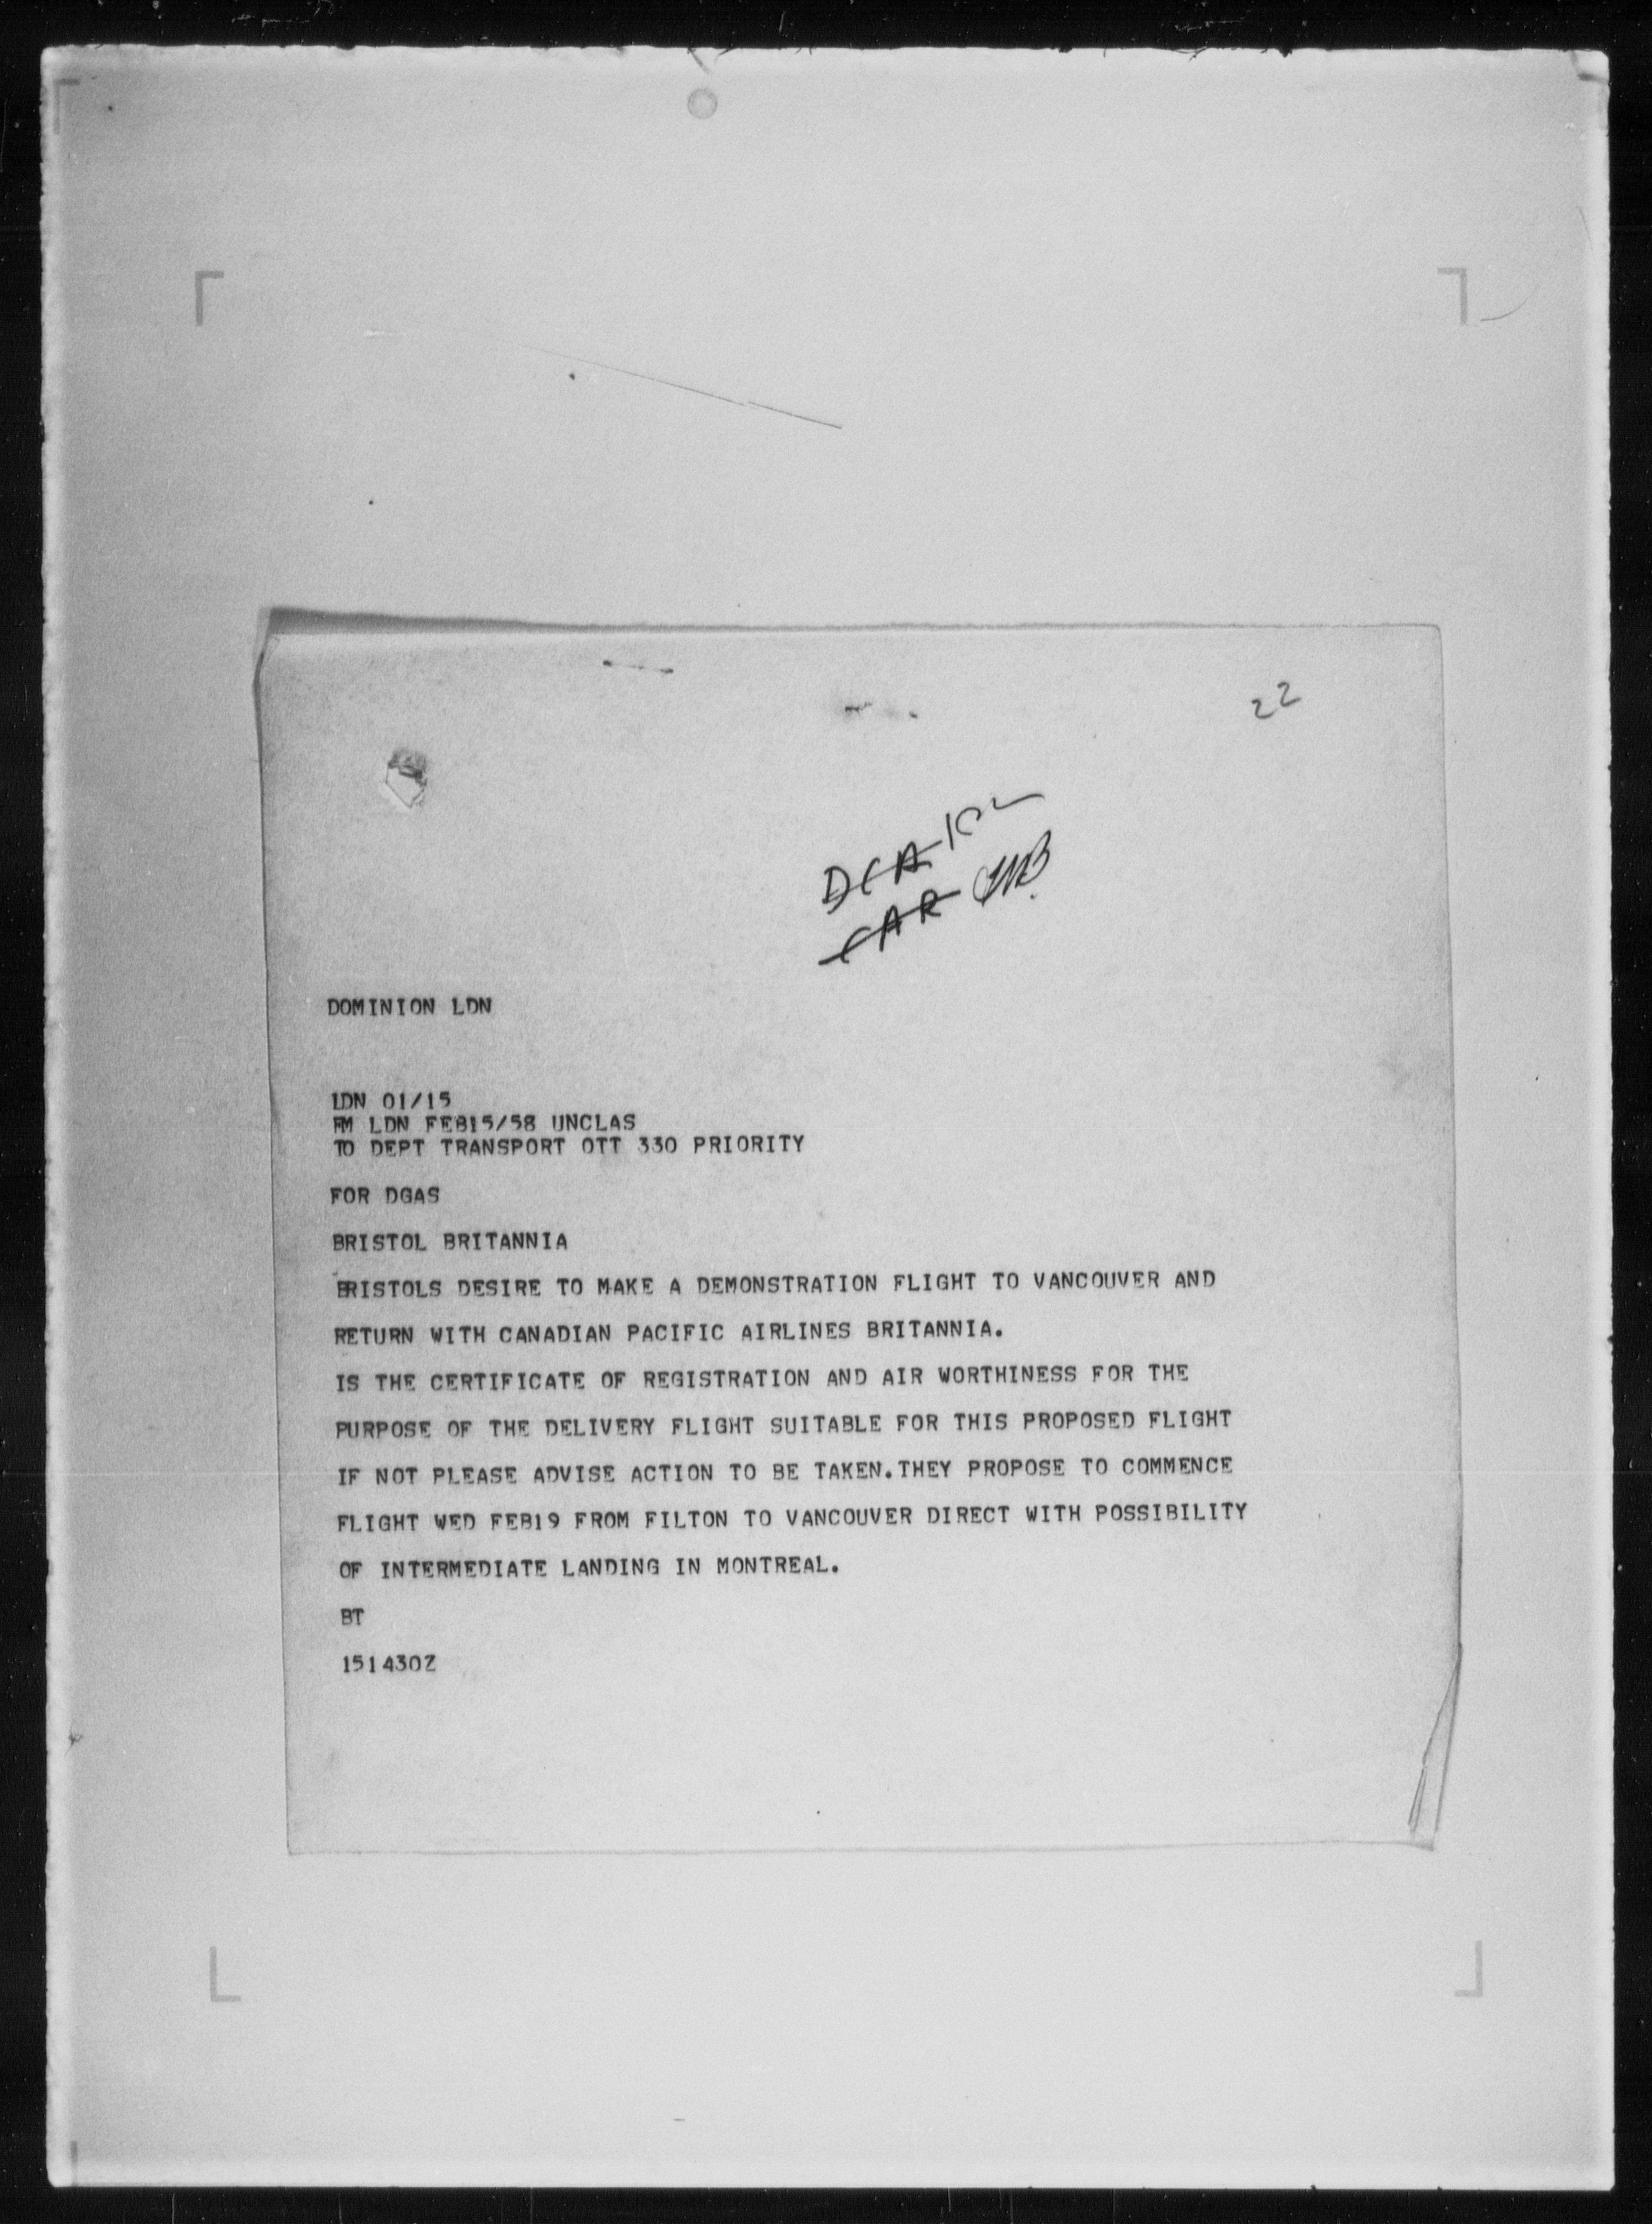 22
DCA
CAR
DOMINION LDN
LDN 01/15
FM LDN FEB15/58 UNCLAS
TO DEPT TRANSPORT OTT 330 PRIORITY
FOR DGAS
BRISTOL BRITANNIA
BRISTOLS DESIRE TO MAKE A DEMONSTRATION FLIGHT TO VANCOUVER AND
RETURN WITH CANADIAN PACIFIC AIRLINES BRITANNIA.
IS THE CERTIFICATE OF REGISTRATION AND AIR WORTHINESS FOR THE
PURPOSE OF THE DELIVERY FLIGHT SUITABLE FOR THIS PROPOSED FLIGHT
IF NOT PLEASE ADVISE ACTION TO BE TAKEN.THEY PROPOSE TO COMMENCE
FLIGHT WED FEB19 FROM FILTON TO VANCOUVER DIRECT WITH POSSIBILITY
OF INTERMEDIATE LANDING IN MONTREAL.
BT
151430Z